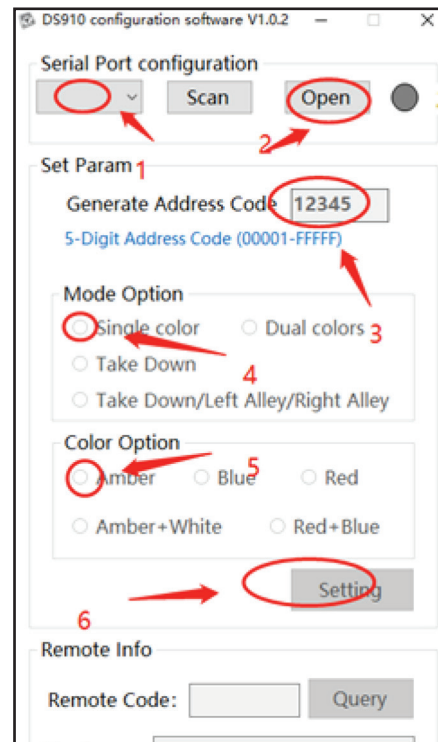 DS910 configuration software V1.0.2
Serial Port configuration
Scan
Open
2
1
Set Param
Generate Address Code 12345
5-Digit Address Code (00001-FFFFF)
Mode Option
Single color Dual colors
3
Take Down
4
Take Down/Left Alley/Right Alley
Color Option
5
Amber Blue Red
Amber+White Red+Blue
Setting
6
Remote Info
Remote Code: Query